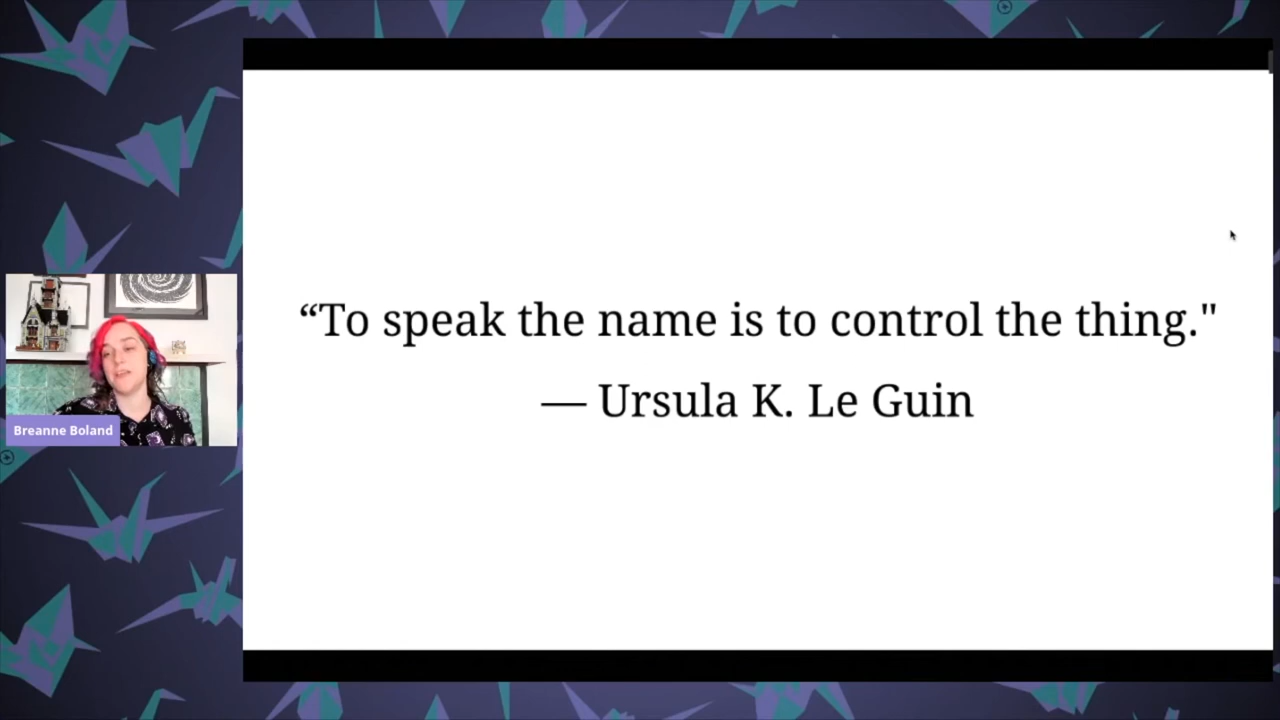 “To speak the name is to control the thing."
— Ursula K. Le Guin
Breanne Boland